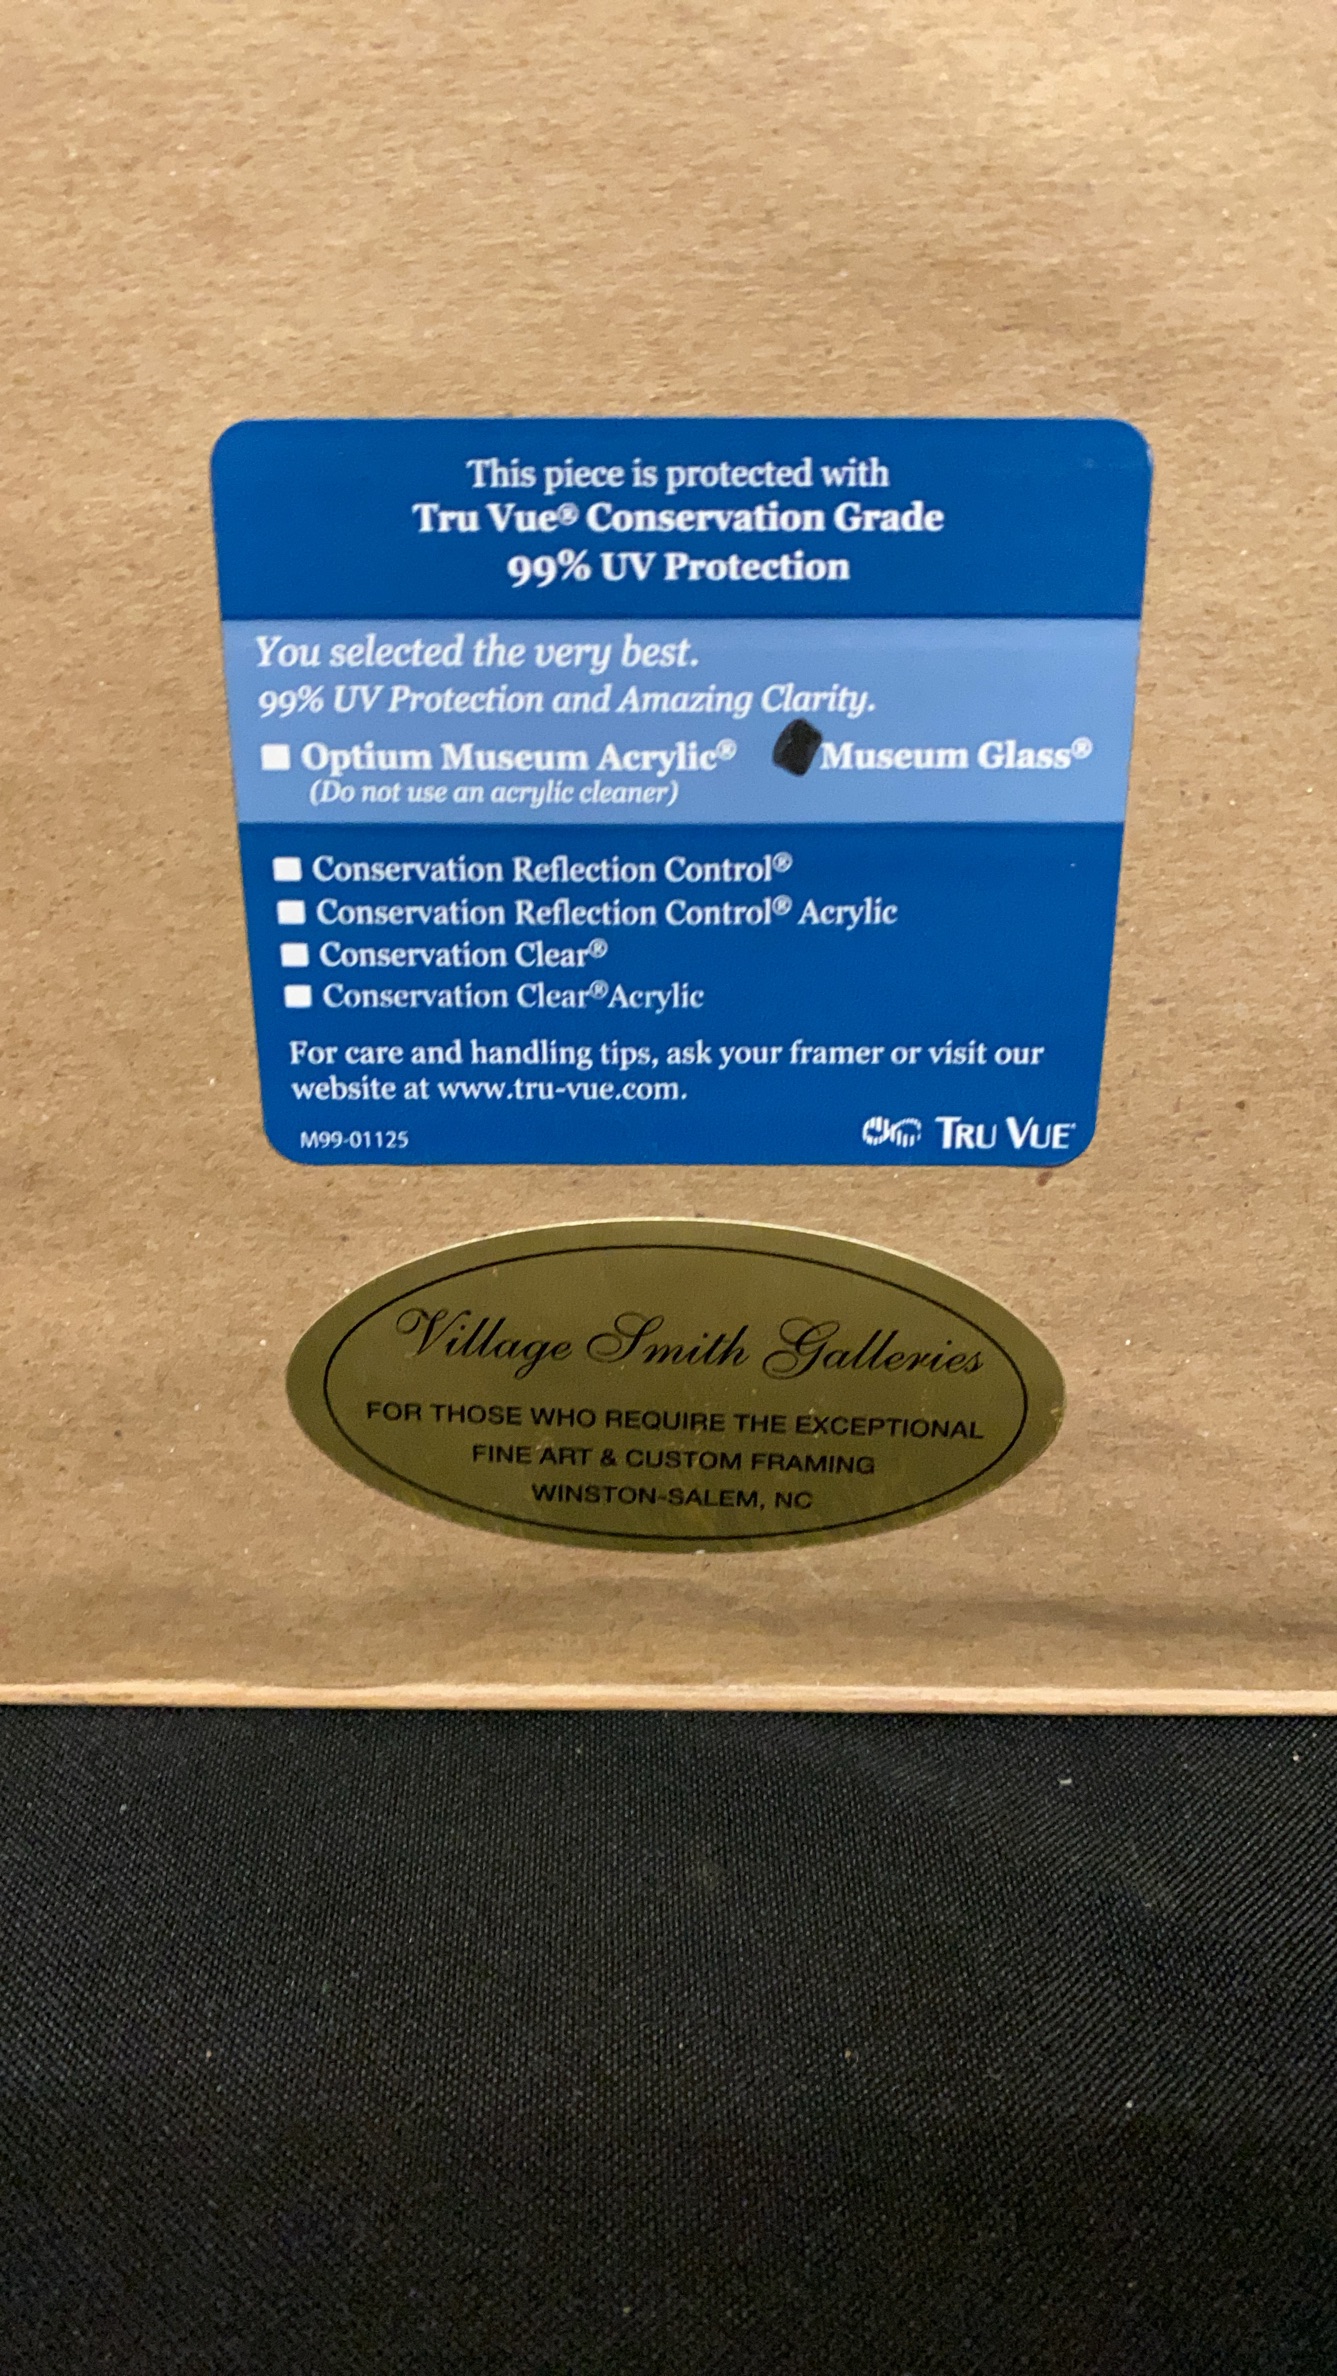 This piece is protected with
Tru Vue® Conservation Grade
99% UV Protection
You selected the very best.
99% UV Protection and Amazing Clarity.
Optium Museum Acrylic® Museum Glass®
(Do not use an acrylic cleaner)
Conservation Reflection Control®
Conservation Reflection Control® Acrylic
Conservation Clear®
Conservation Clear® Acrylic
For care and handling tips, ask your framer or visit our
website at www.tru-vue.com.
M99-01125 TRU VUE
Village Smith Galleries
FOR THOSE WHO REQUIRE THE EXCEPTIONAL
FINE ART & CUSTOM FRAMING
WINSTON-SALEM, NC